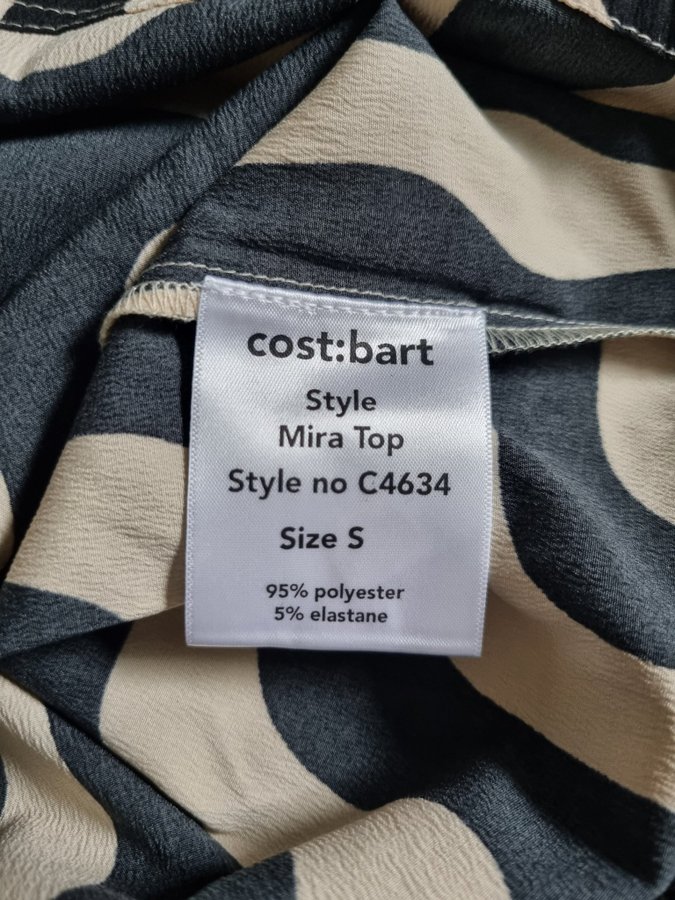 cost:bart
Style
Mira Top
Style no C4634
Size S
95% polyester
5% elastane